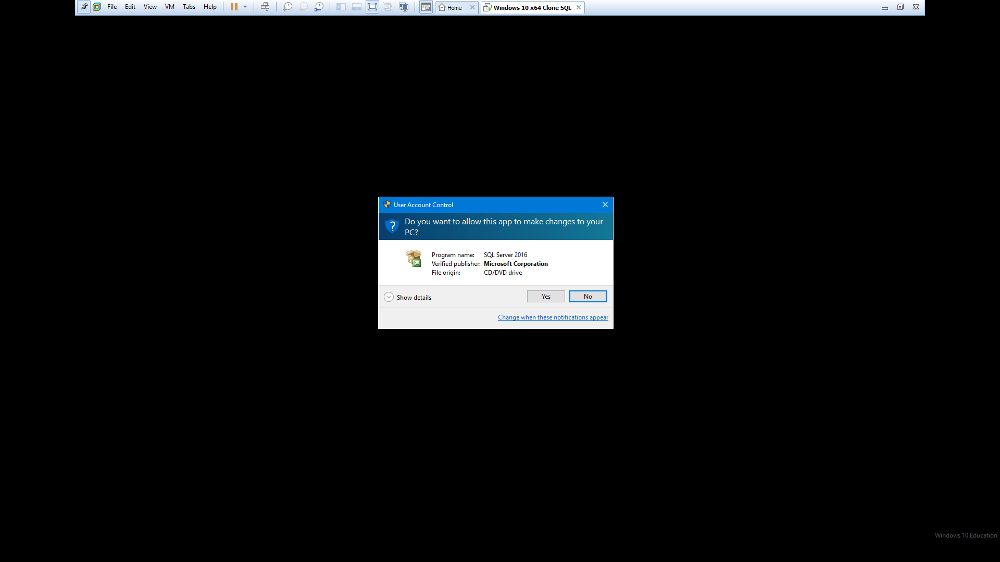 File Edit View VM Tabs Help Home Windows 10 x64 Clone SQL
User Account Control
Do you want to allow this app to make changes to your
PC?
Program name: SQL Server 2016
Verified publisher: Microsoft Corporation
File origin: CD/DVD drive
Show details Yes No
Change when these notifications appear
Windows 10 Education